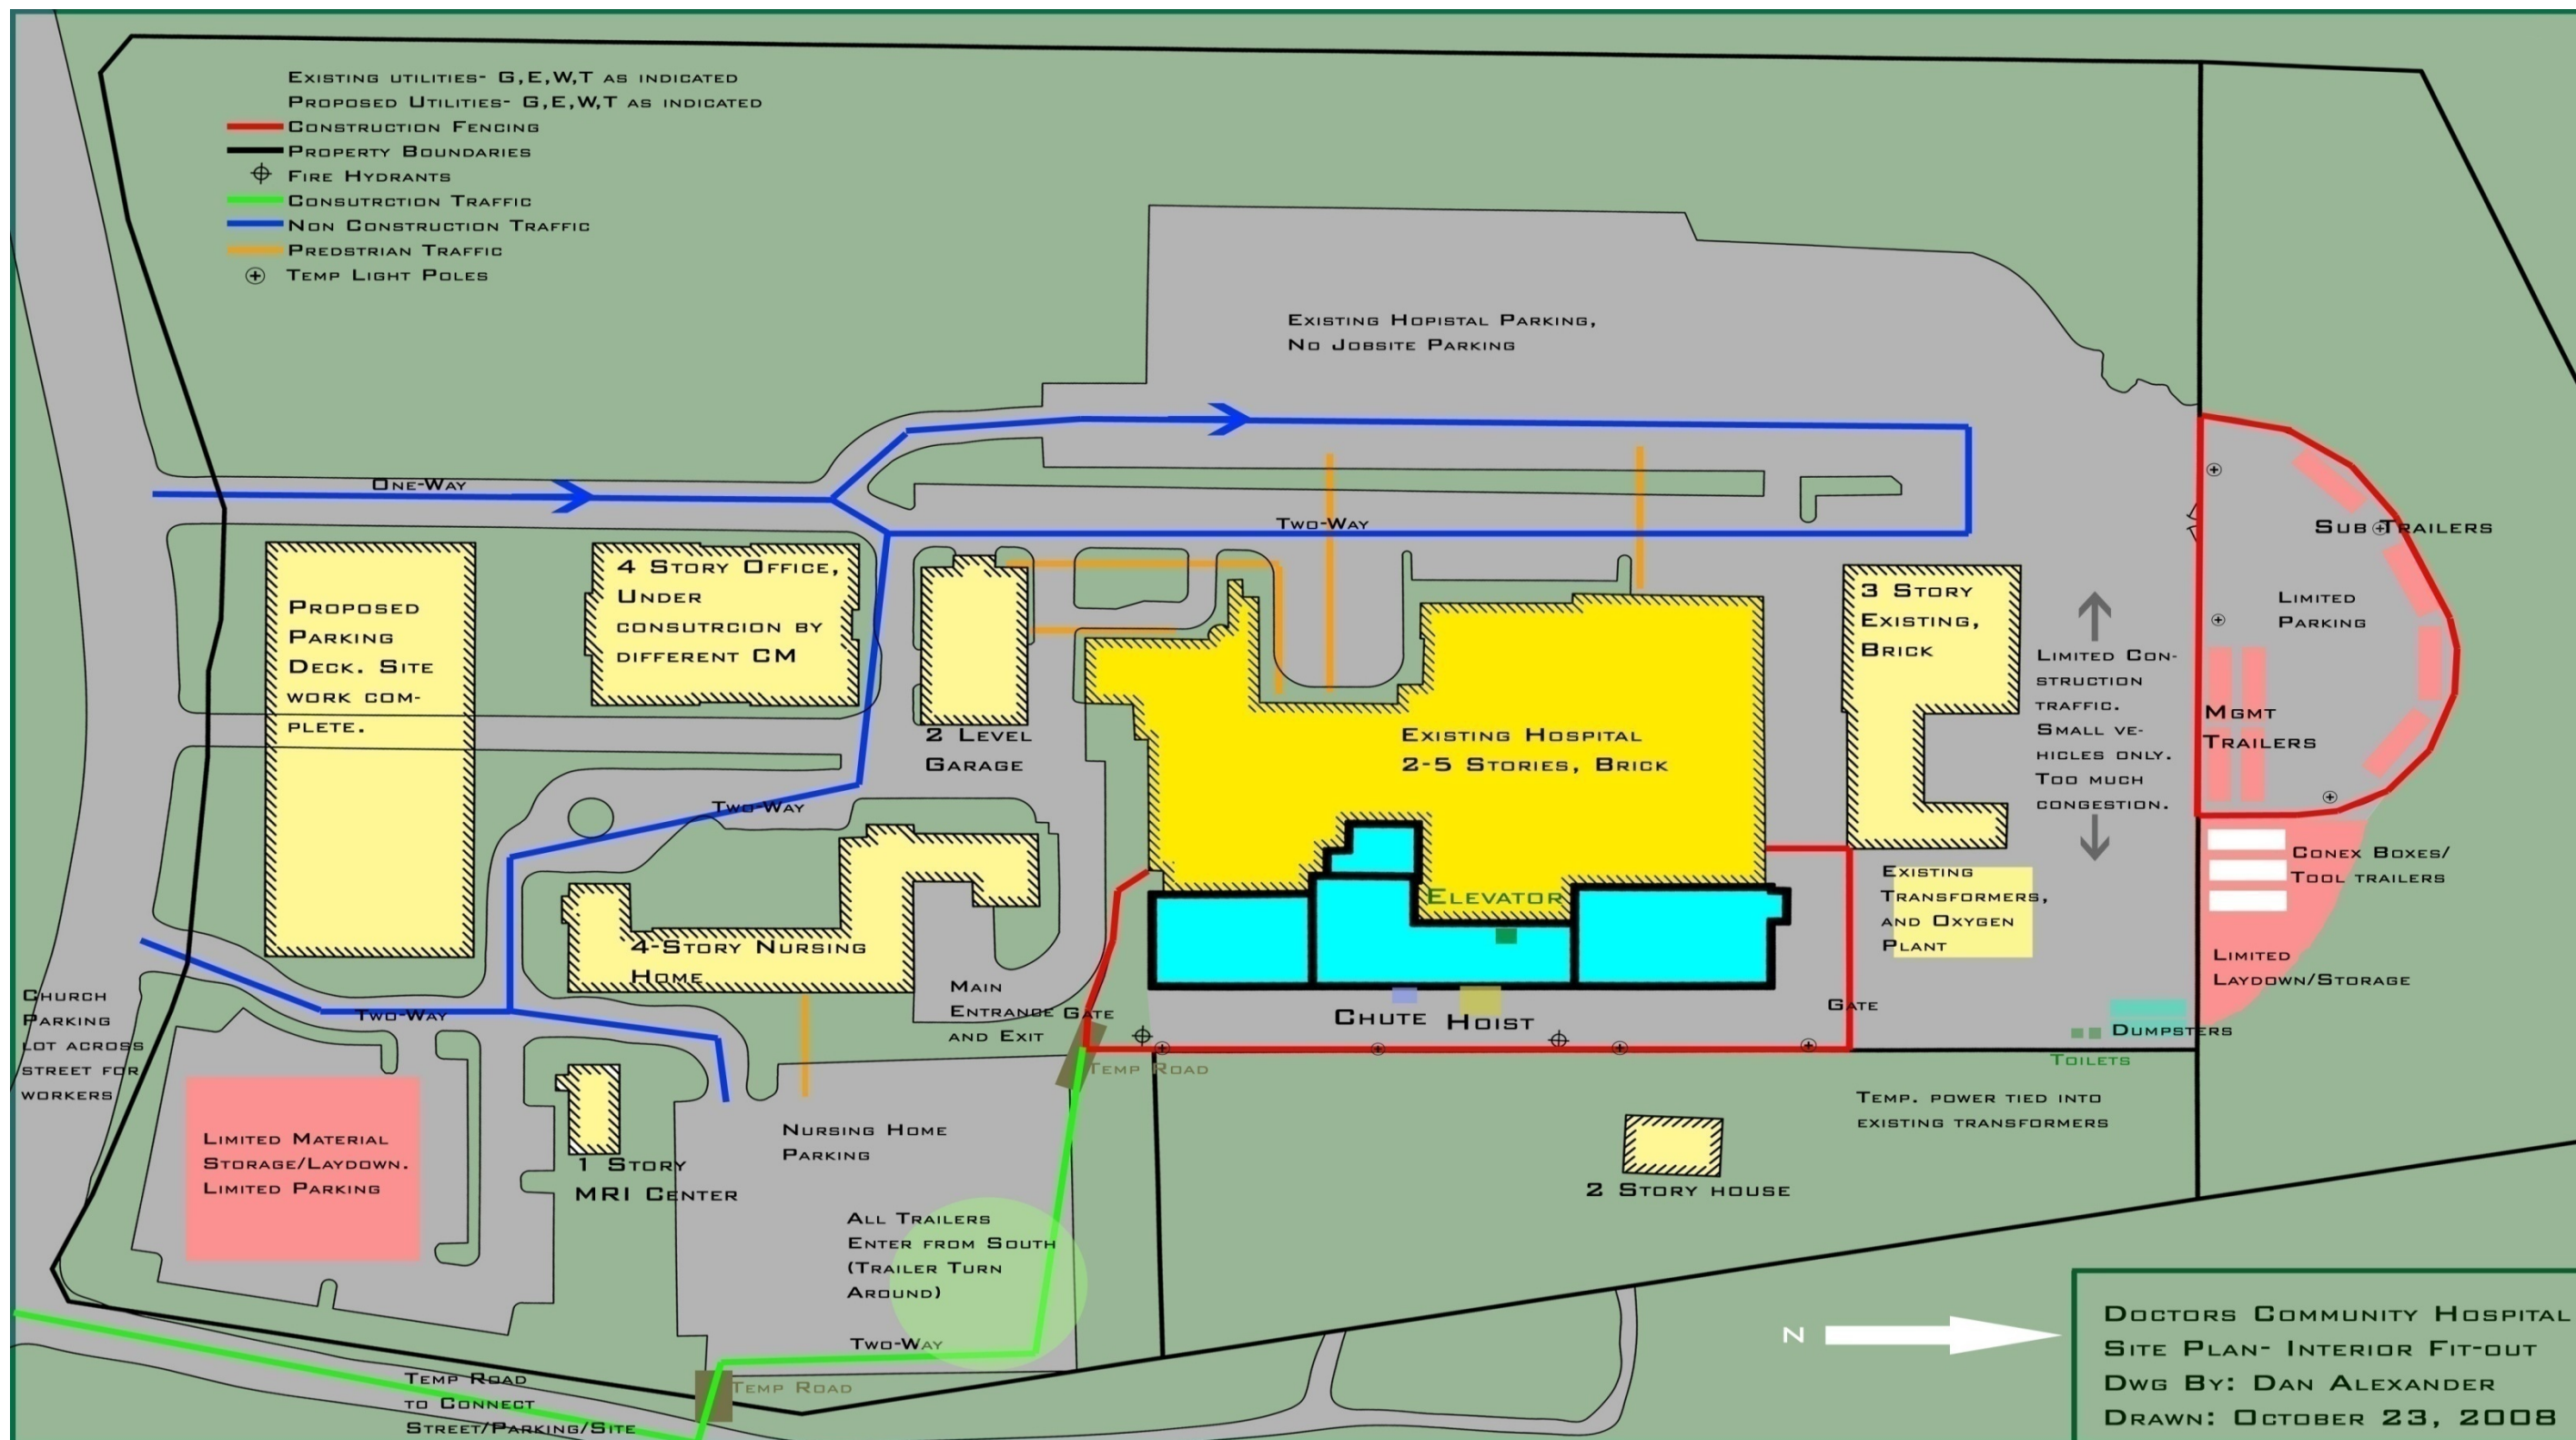 Existing utilities- G,E,W,T as indicated
Proposed Utilities- G,E,W,T as indicated
Construction Fencing
Property Boundaries
Fire Hydrants
Consutrction Traffic
Non Construction Traffic
Predstrian Traffic
Temp Light Poles
Existing Hopistal Parking,
No Jobsite Parking
One-Way
Two-Way
Proposed
Parking
Deck. Site
work com-
plete.
4 Story Office,
Under
consutrcion by
different CM
2 Level
Garage
Existing Hospital
2-5 Stories, Brick
3 Story
Existing,
Brick
Limited Con-
struction
traffic.
Small ve-
hicles only.
Too much
congestion.
Sub Trailers
Limited
Parking
Mgmt
Trailers
Conex Boxes/
Tool trailers
Limited
Laydown/Storage
Dumpsters
Toilets
Existing
Transformers,
and Oxygen
Plant
Two-Way
4-Story Nursing
Home
Elevator
Chute
Hoist
Gate
Main
Entrance Gate
and Exit
Temp Road
Church
Parking
lot across
street for
workers
Two-Way
Limited Material
Storage/Laydown.
Limited Parking
1 Story
MRI Center
Nursing Home
Parking
All Trailers
Enter from South
(Trailer Turn
Around)
Two-Way
Temp Road
Temp Road
to Connect
Street/Parking/Site
Temp. power tied into
existing transformers
2 Story house
N
Doctors Community Hospital
Site Plan- Interior Fit-out
Dwg By: Dan Alexander
Drawn: October 23, 2008